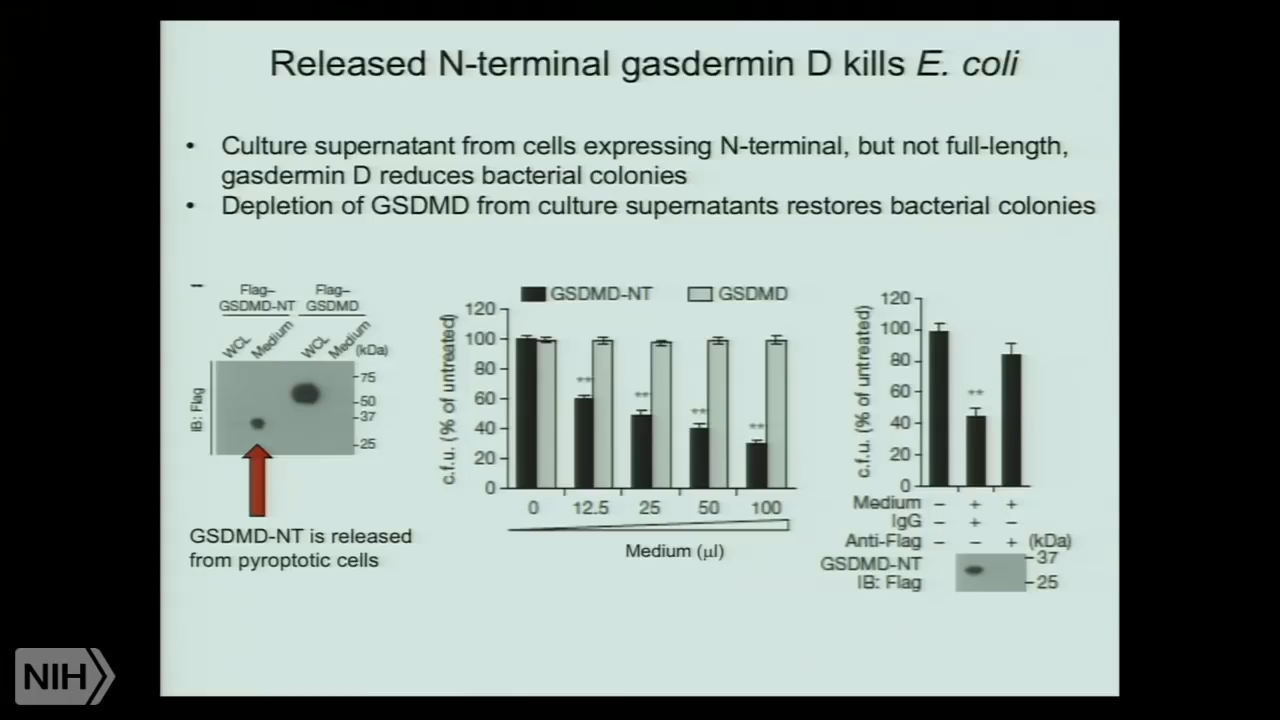 Released N-terminal gasdermin D kills E. coli
• Culture supernatant from cells expressing N-terminal, but not full-length,
gasdermin D reduces bacterial colonies
• Depletion of GSDMD from culture supernatants restores bacterial colonies
Flag–
GSDMD-NT
Flag–
GSDMD
WCL
Medium
WCL
Medium
(kDa)
IB: Flag
75
50
37
25
GSDMD-NT is released
from pyroptotic cells
GSDMD-NT
GSDMD
c.f.u. (% of untreated)
120
100
80
60
40
20
0
**
**
**
**
0 12.5 25 50 100
Medium (µl)
c.f.u. (% of untreated)
120
100
80
60
40
20
0
**
Medium – + +
IgG – + –
Anti-Flag – – + (kDa)
GSDMD-NT
IB: Flag
37
25
NIH